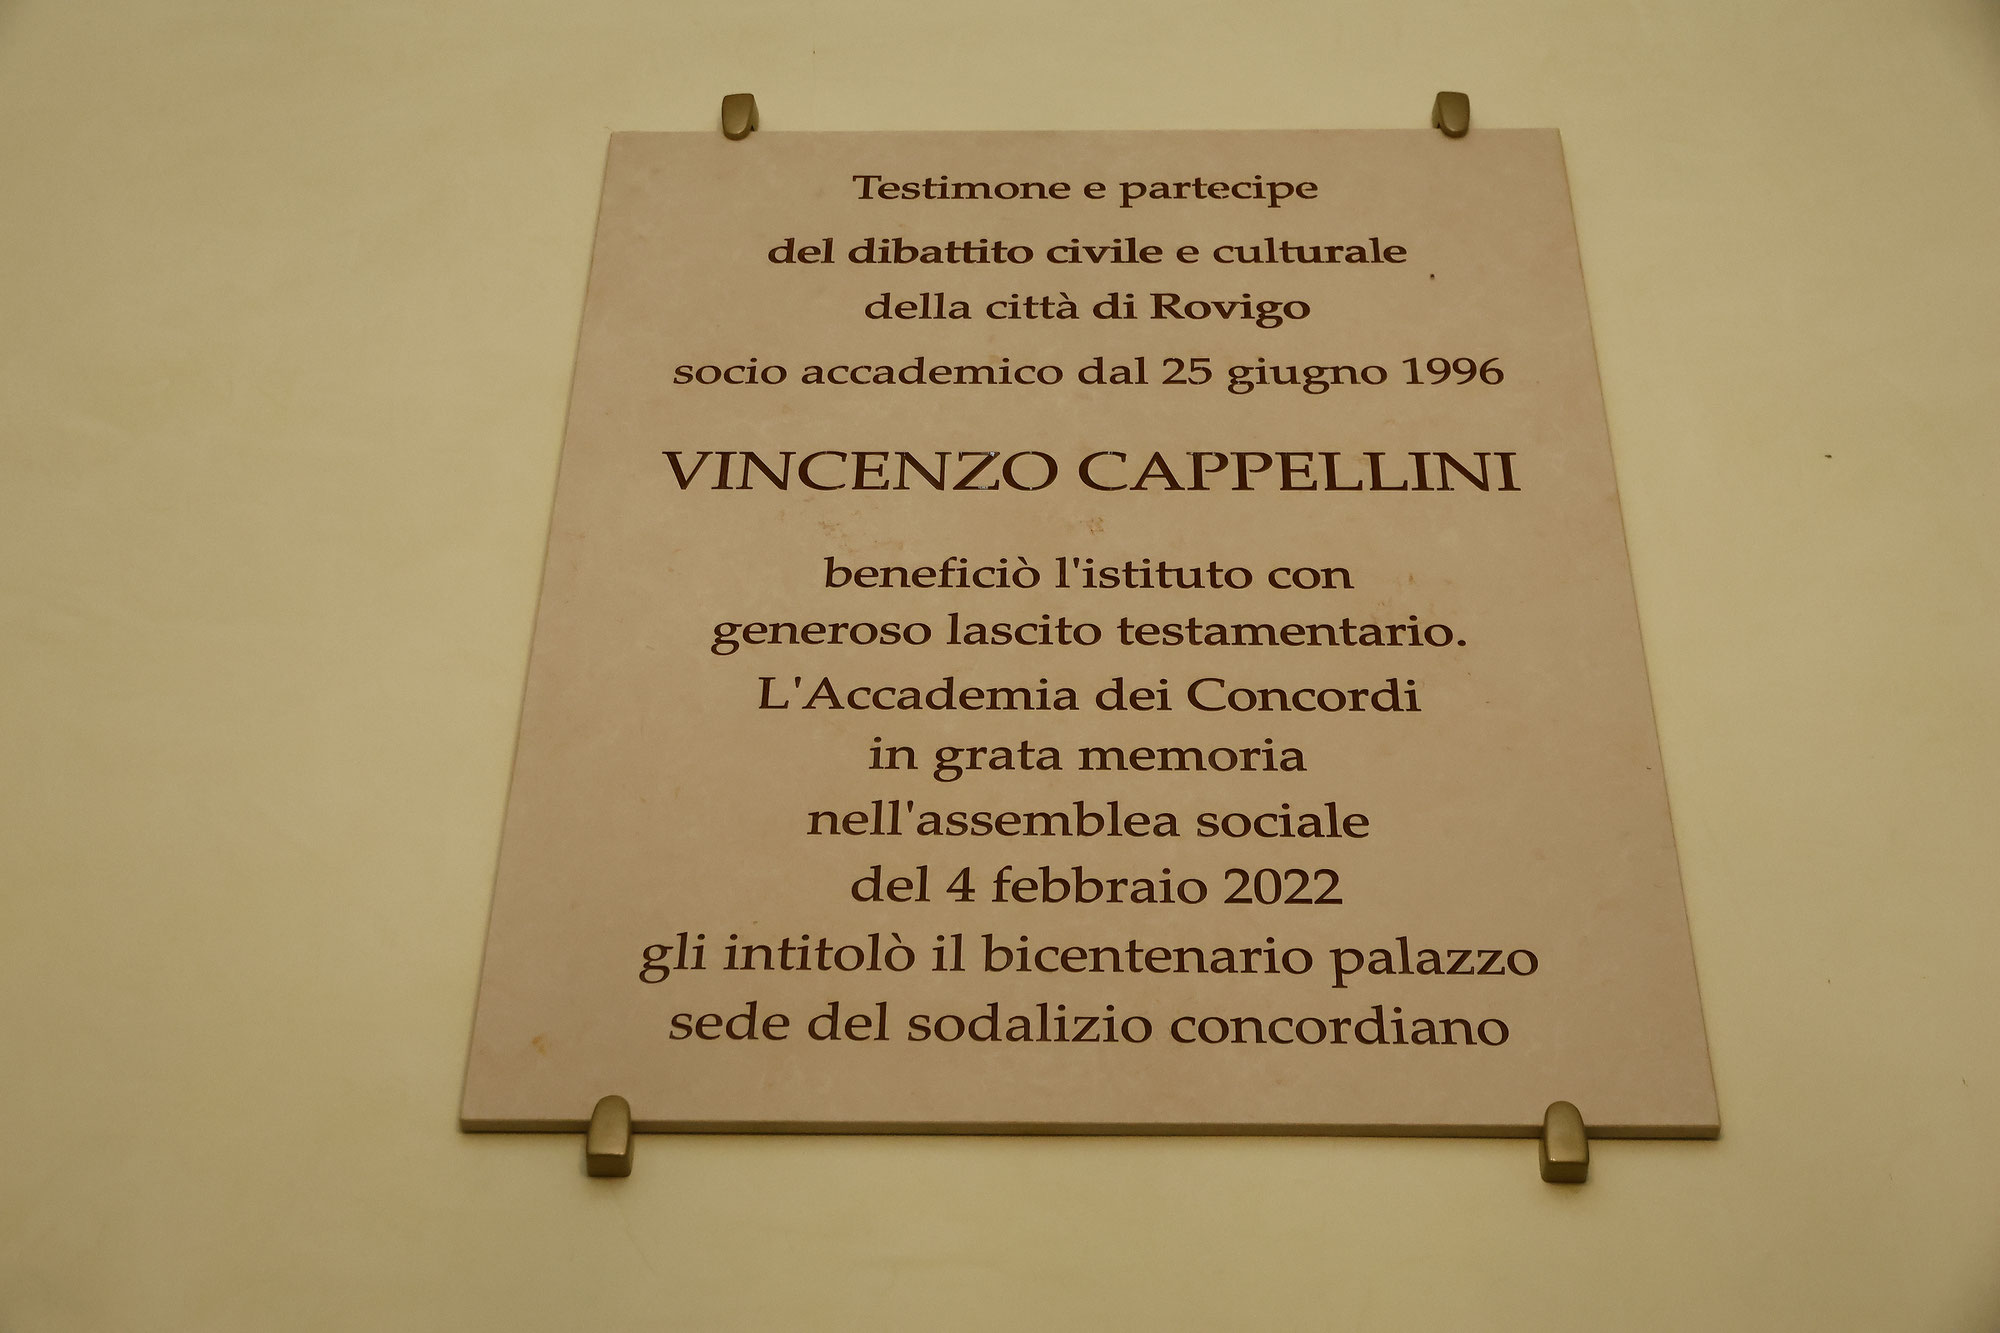 Testimone e partecipe
del dibattito civile e culturale
della città di Rovigo
socio accademico dal 25 giugno 1996
VINCENZO CAPPELLINI
beneficiò l'istituto con
generoso lascito testamentario.
L'Accademia dei Concordi
in grata memoria
nell'assemblea sociale
del 4 febbraio 2022
gli intitolò il bicentenario palazzo
sede del sodalizio concordiano